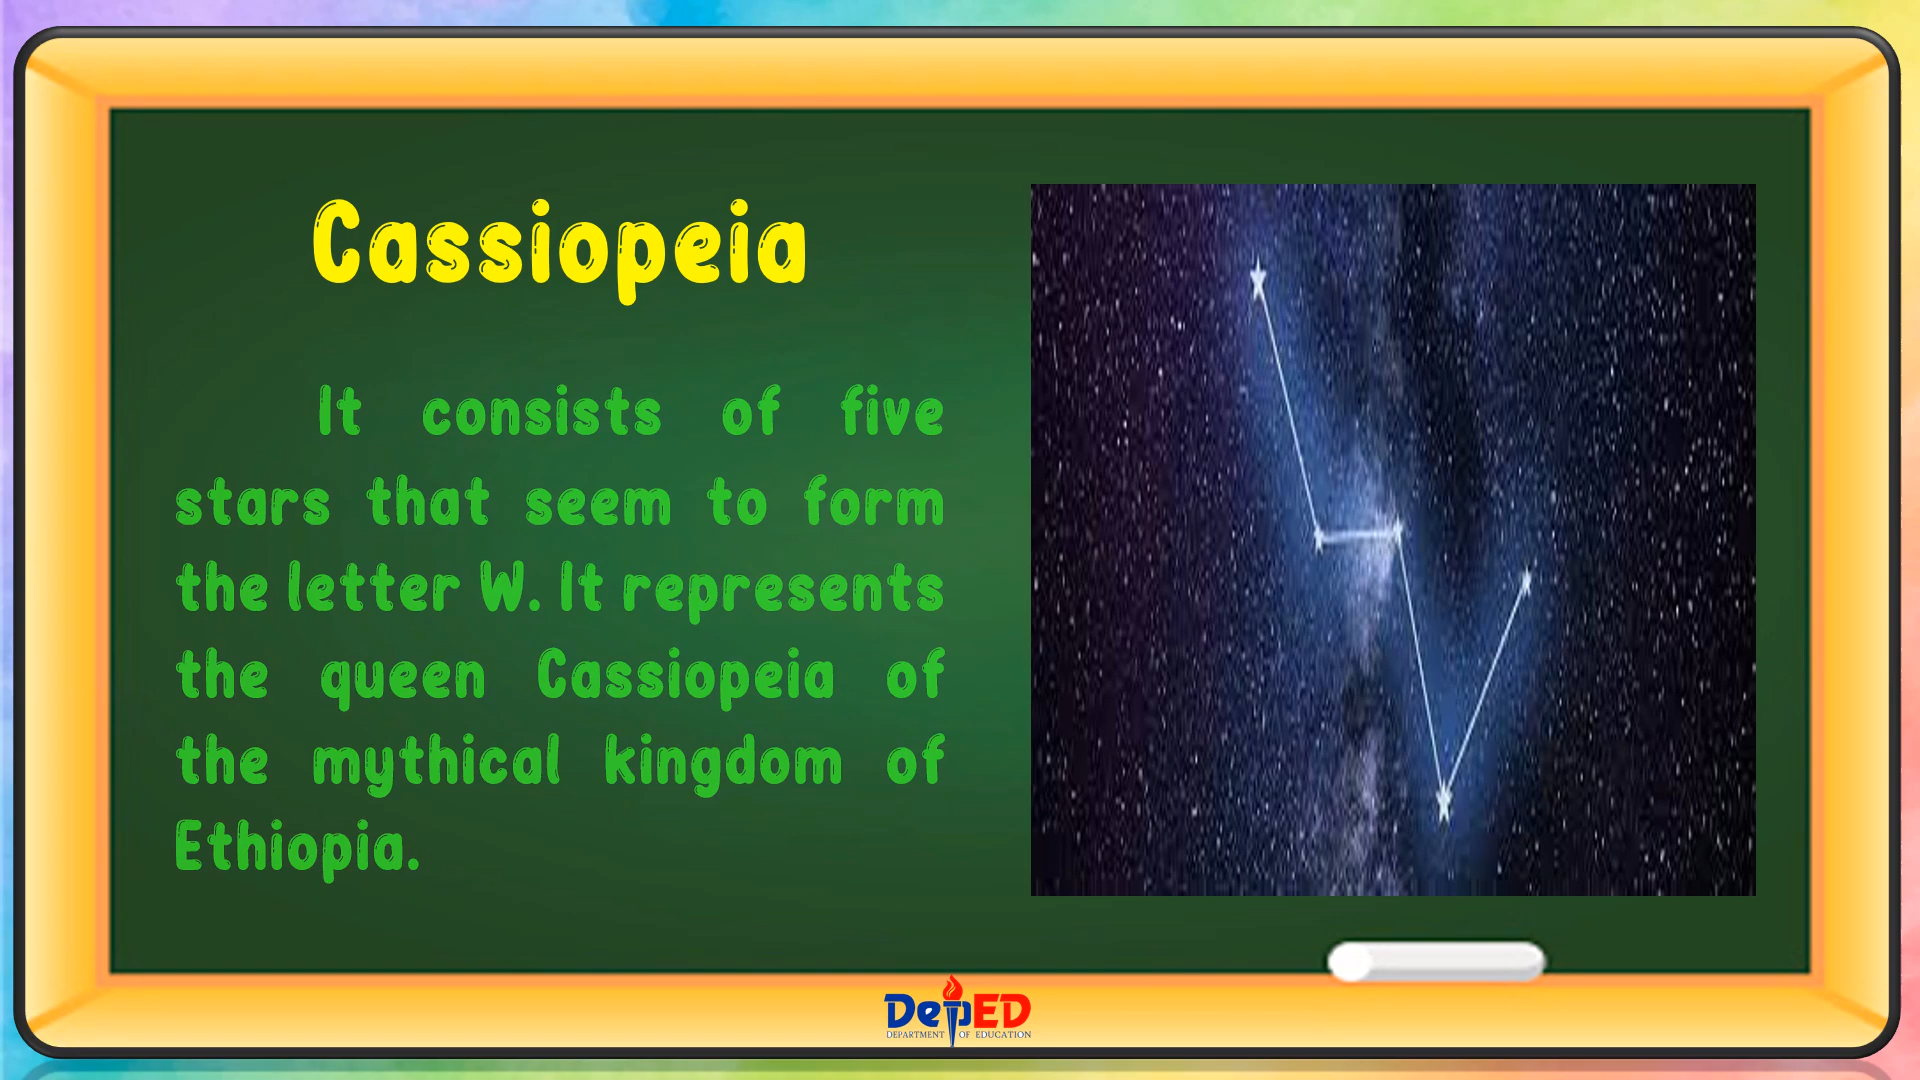 Cassiopeia
It consists of five
stars that seem to form
the letter W. It represents
the queen Cassiopeia of
the mythical kingdom of
Ethiopia.
DepED
DEPARTMENT OF EDUCATION